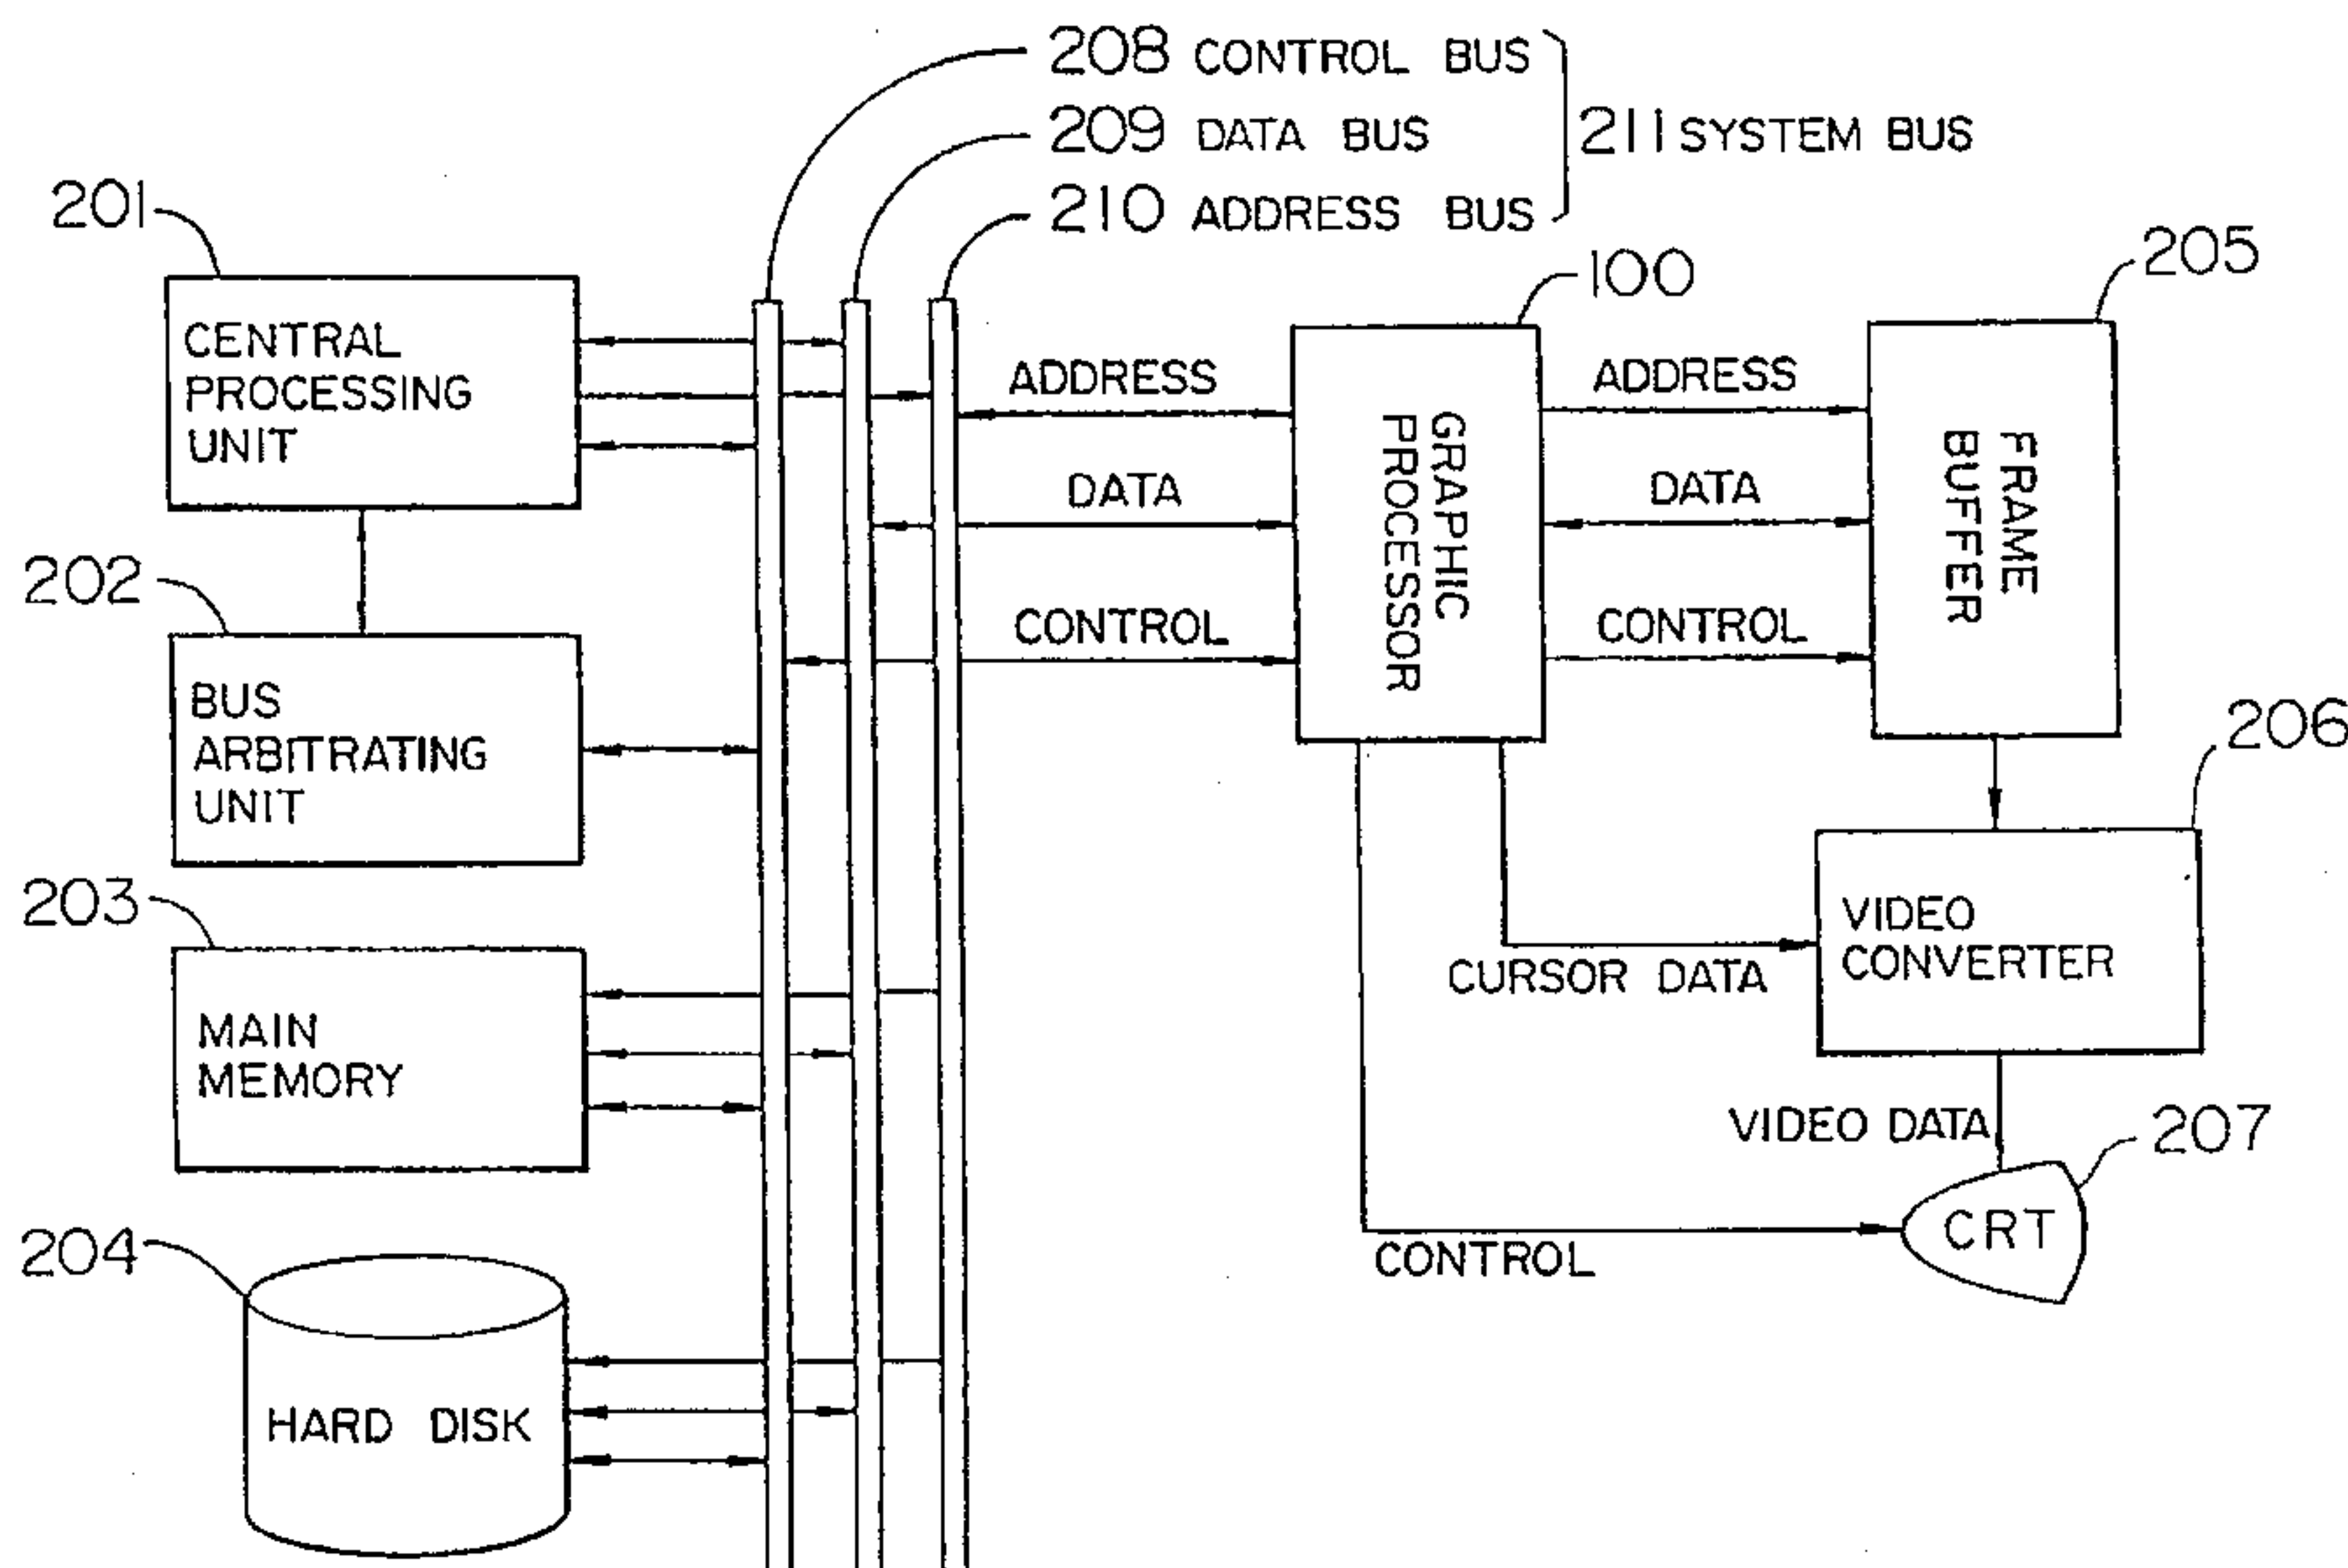 208 CONTROL BUS
209 DATA BUS
210 ADDRESS BUS
211 SYSTEM BUS
201
CENTRAL
PROCESSING
UNIT
202
BUS
ARBITRATING
UNIT
203
MAIN
MEMORY
204
HARD DISK
ADDRESS
DATA
CONTROL
100
GRAPHIC
PROCESSOR
ADDRESS
DATA
CONTROL
205
FRAME
BUFFER
206
VIDEO
CONVERTER
CURSOR DATA
VIDEO DATA
207
CRT
CONTROL